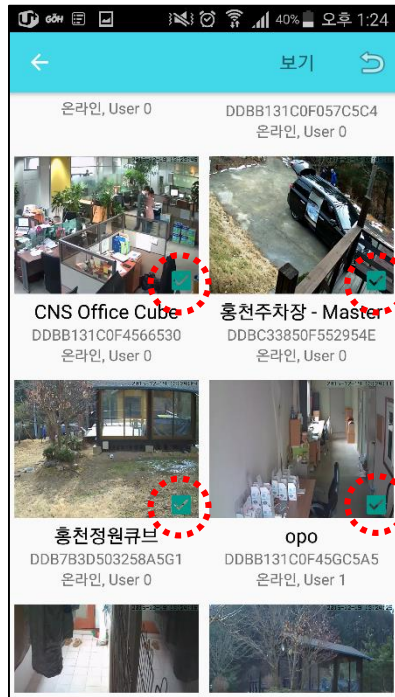 GŌH 40% 오후 1:24
보기
온라인, User 0
DDBB131C0F057C5C4
온라인, User 0
CNS Office Cube
DDBB131C0F4566530
온라인, User 0
홍천주차장 - Master
DDBC33850F552954E
온라인, User 0
홍천정원큐브
DDB7B3D503258A5G1
온라인, User 0
opo
DDBB131C0F45GC5A5
온라인, User 1